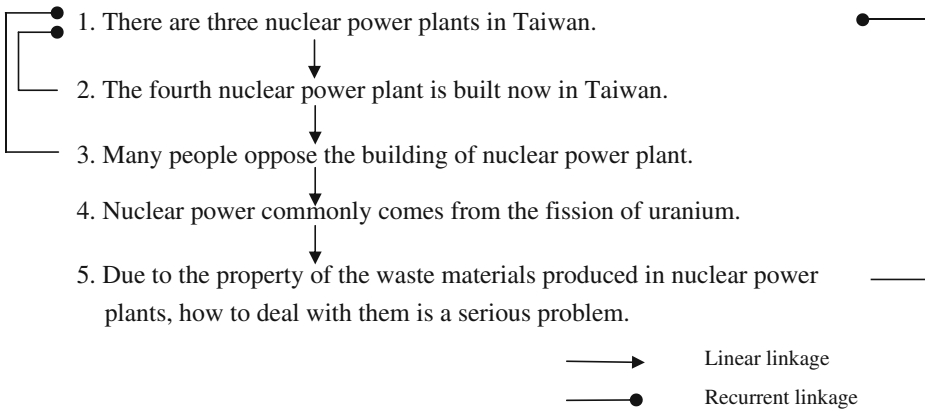 1. There are three nuclear power plants in Taiwan.
2. The fourth nuclear power plant is built now in Taiwan.
3. Many people oppose the building of nuclear power plant.
4. Nuclear power commonly comes from the fission of uranium.
5. Due to the property of the waste materials produced in nuclear power
plants, how to deal with them is a serious problem.
Linear linkage
Recurrent linkage